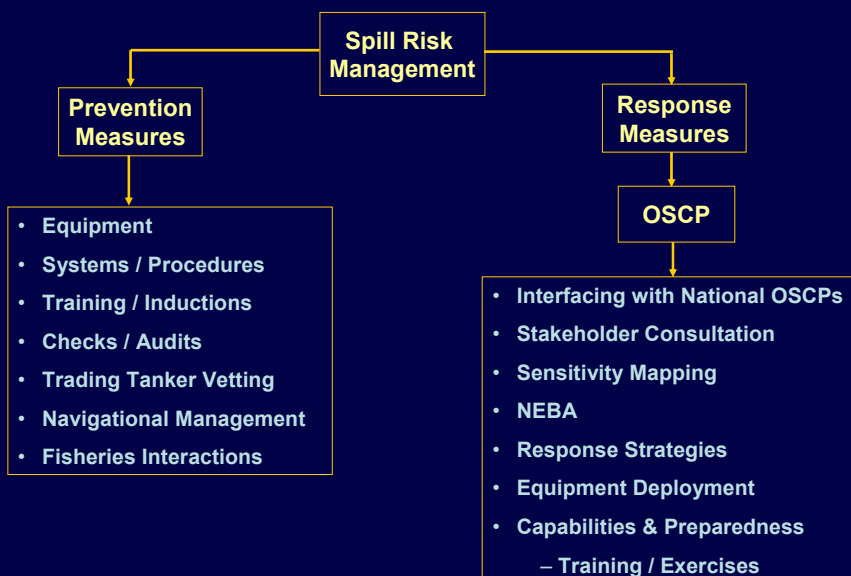 Spill Risk
Management
Prevention
Measures
• Equipment
• Systems / Procedures
• Training / Inductions
• Checks / Audits
• Trading Tanker Vetting
• Navigational Management
• Fisheries Interactions
Response
Measures
OSCP
• Interfacing with National OSCPs
• Stakeholder Consultation
• Sensitivity Mapping
• NEBA
• Response Strategies
• Equipment Deployment
• Capabilities & Preparedness
– Training / Exercises